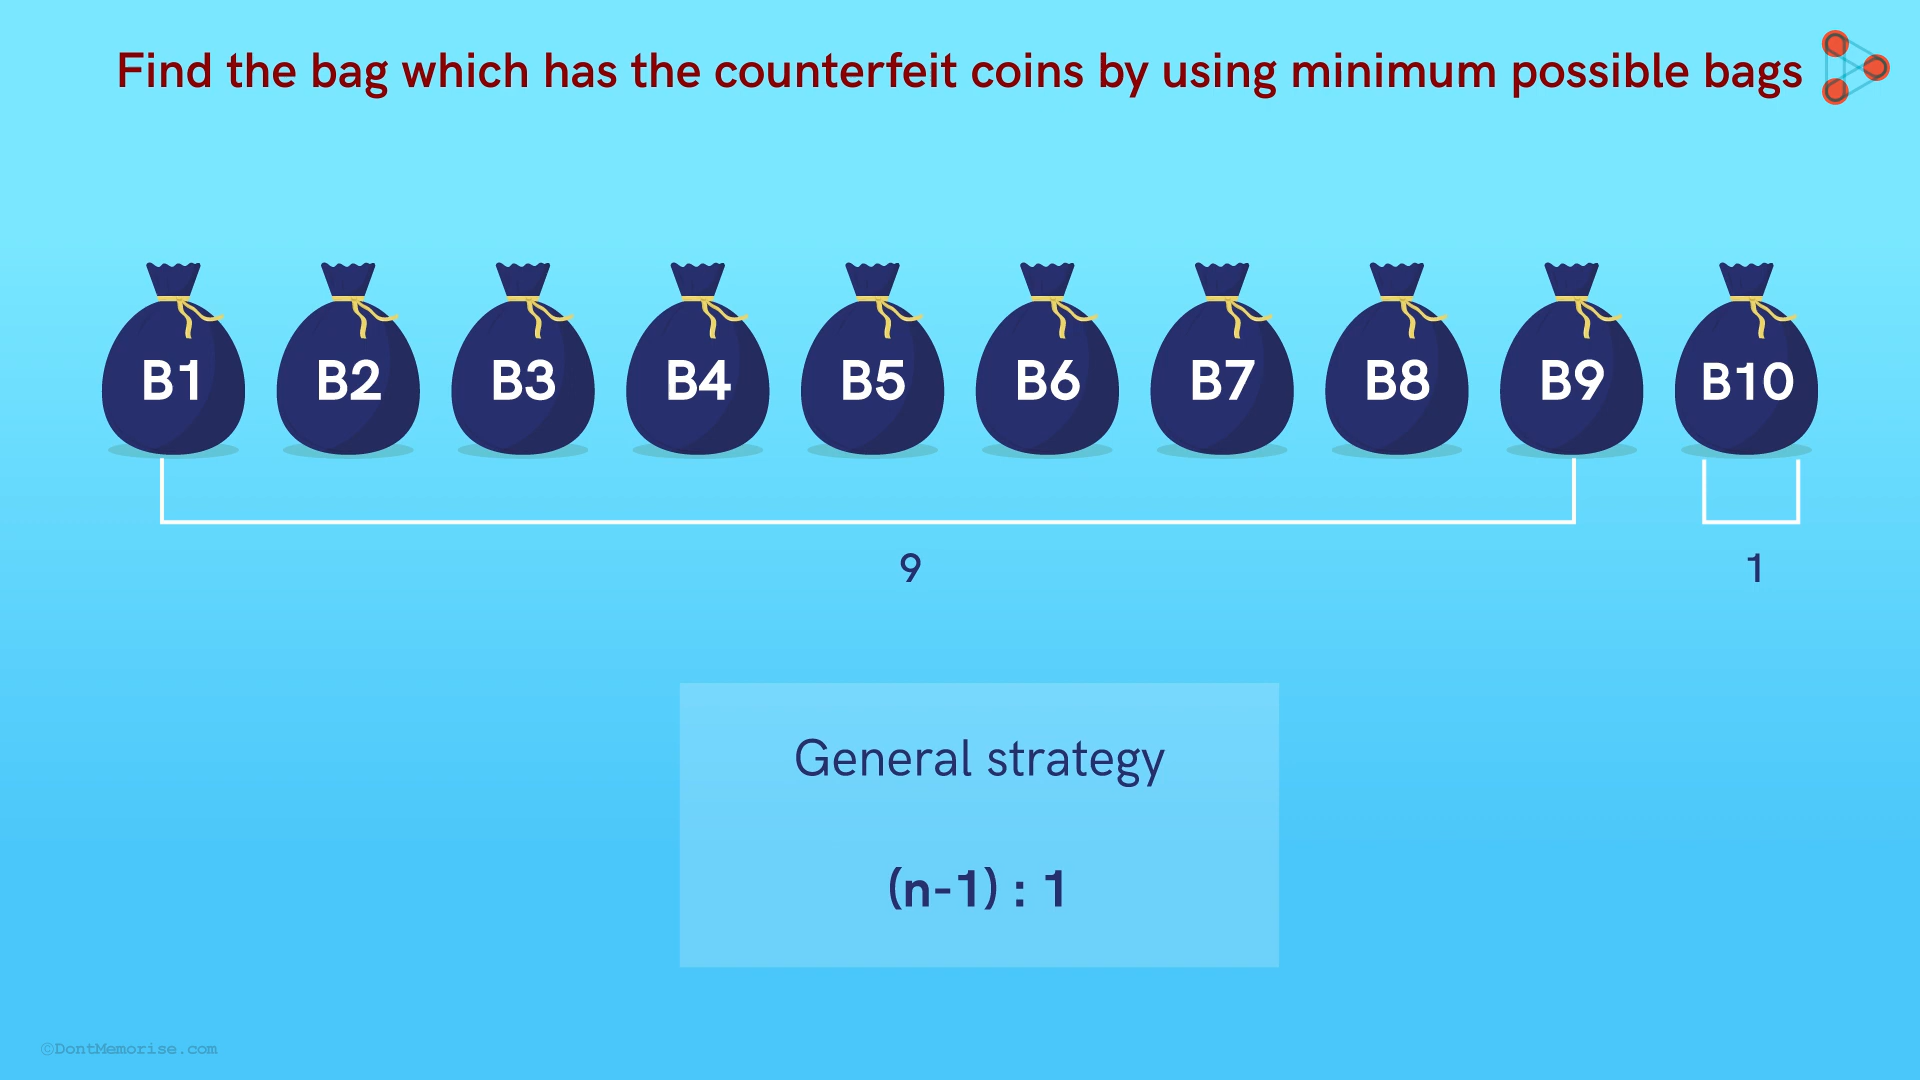 Find the bag which has the counterfeit coins by using minimum possible bags
B1 B2 B3 B4 B5 B6 B7 B8 B9 B10
9 1
General strategy
(n-1) : 1
©DontMemorise.com